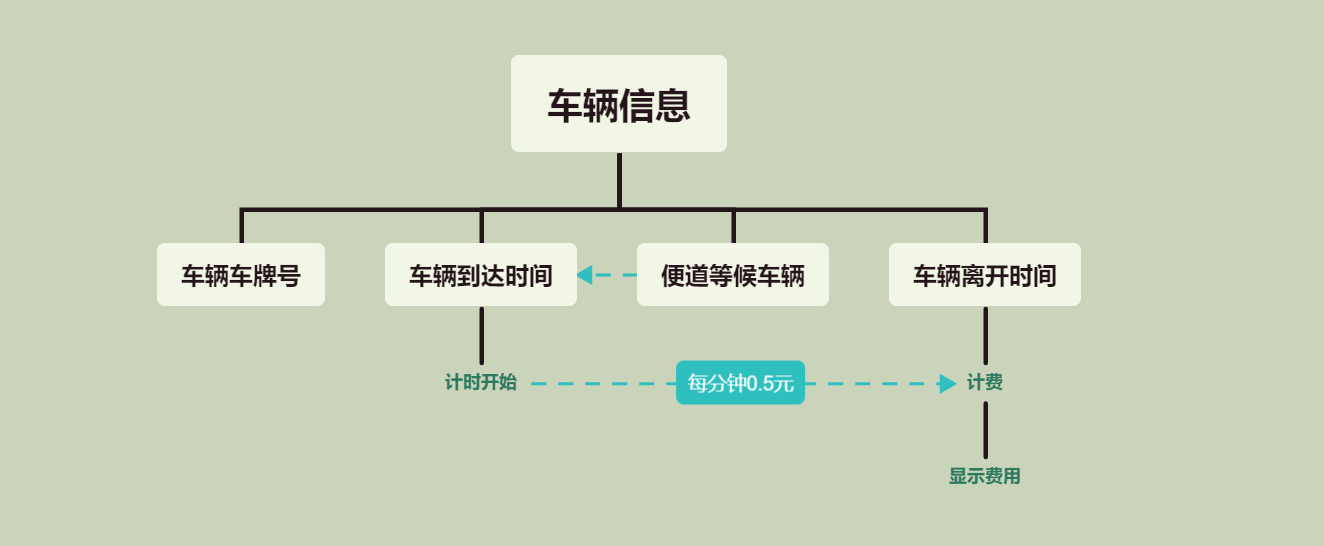 车辆信息
车辆车牌号
车辆到达时间
便道等候车辆
车辆离开时间
计时开始
每分钟0.5元
计费
显示费用